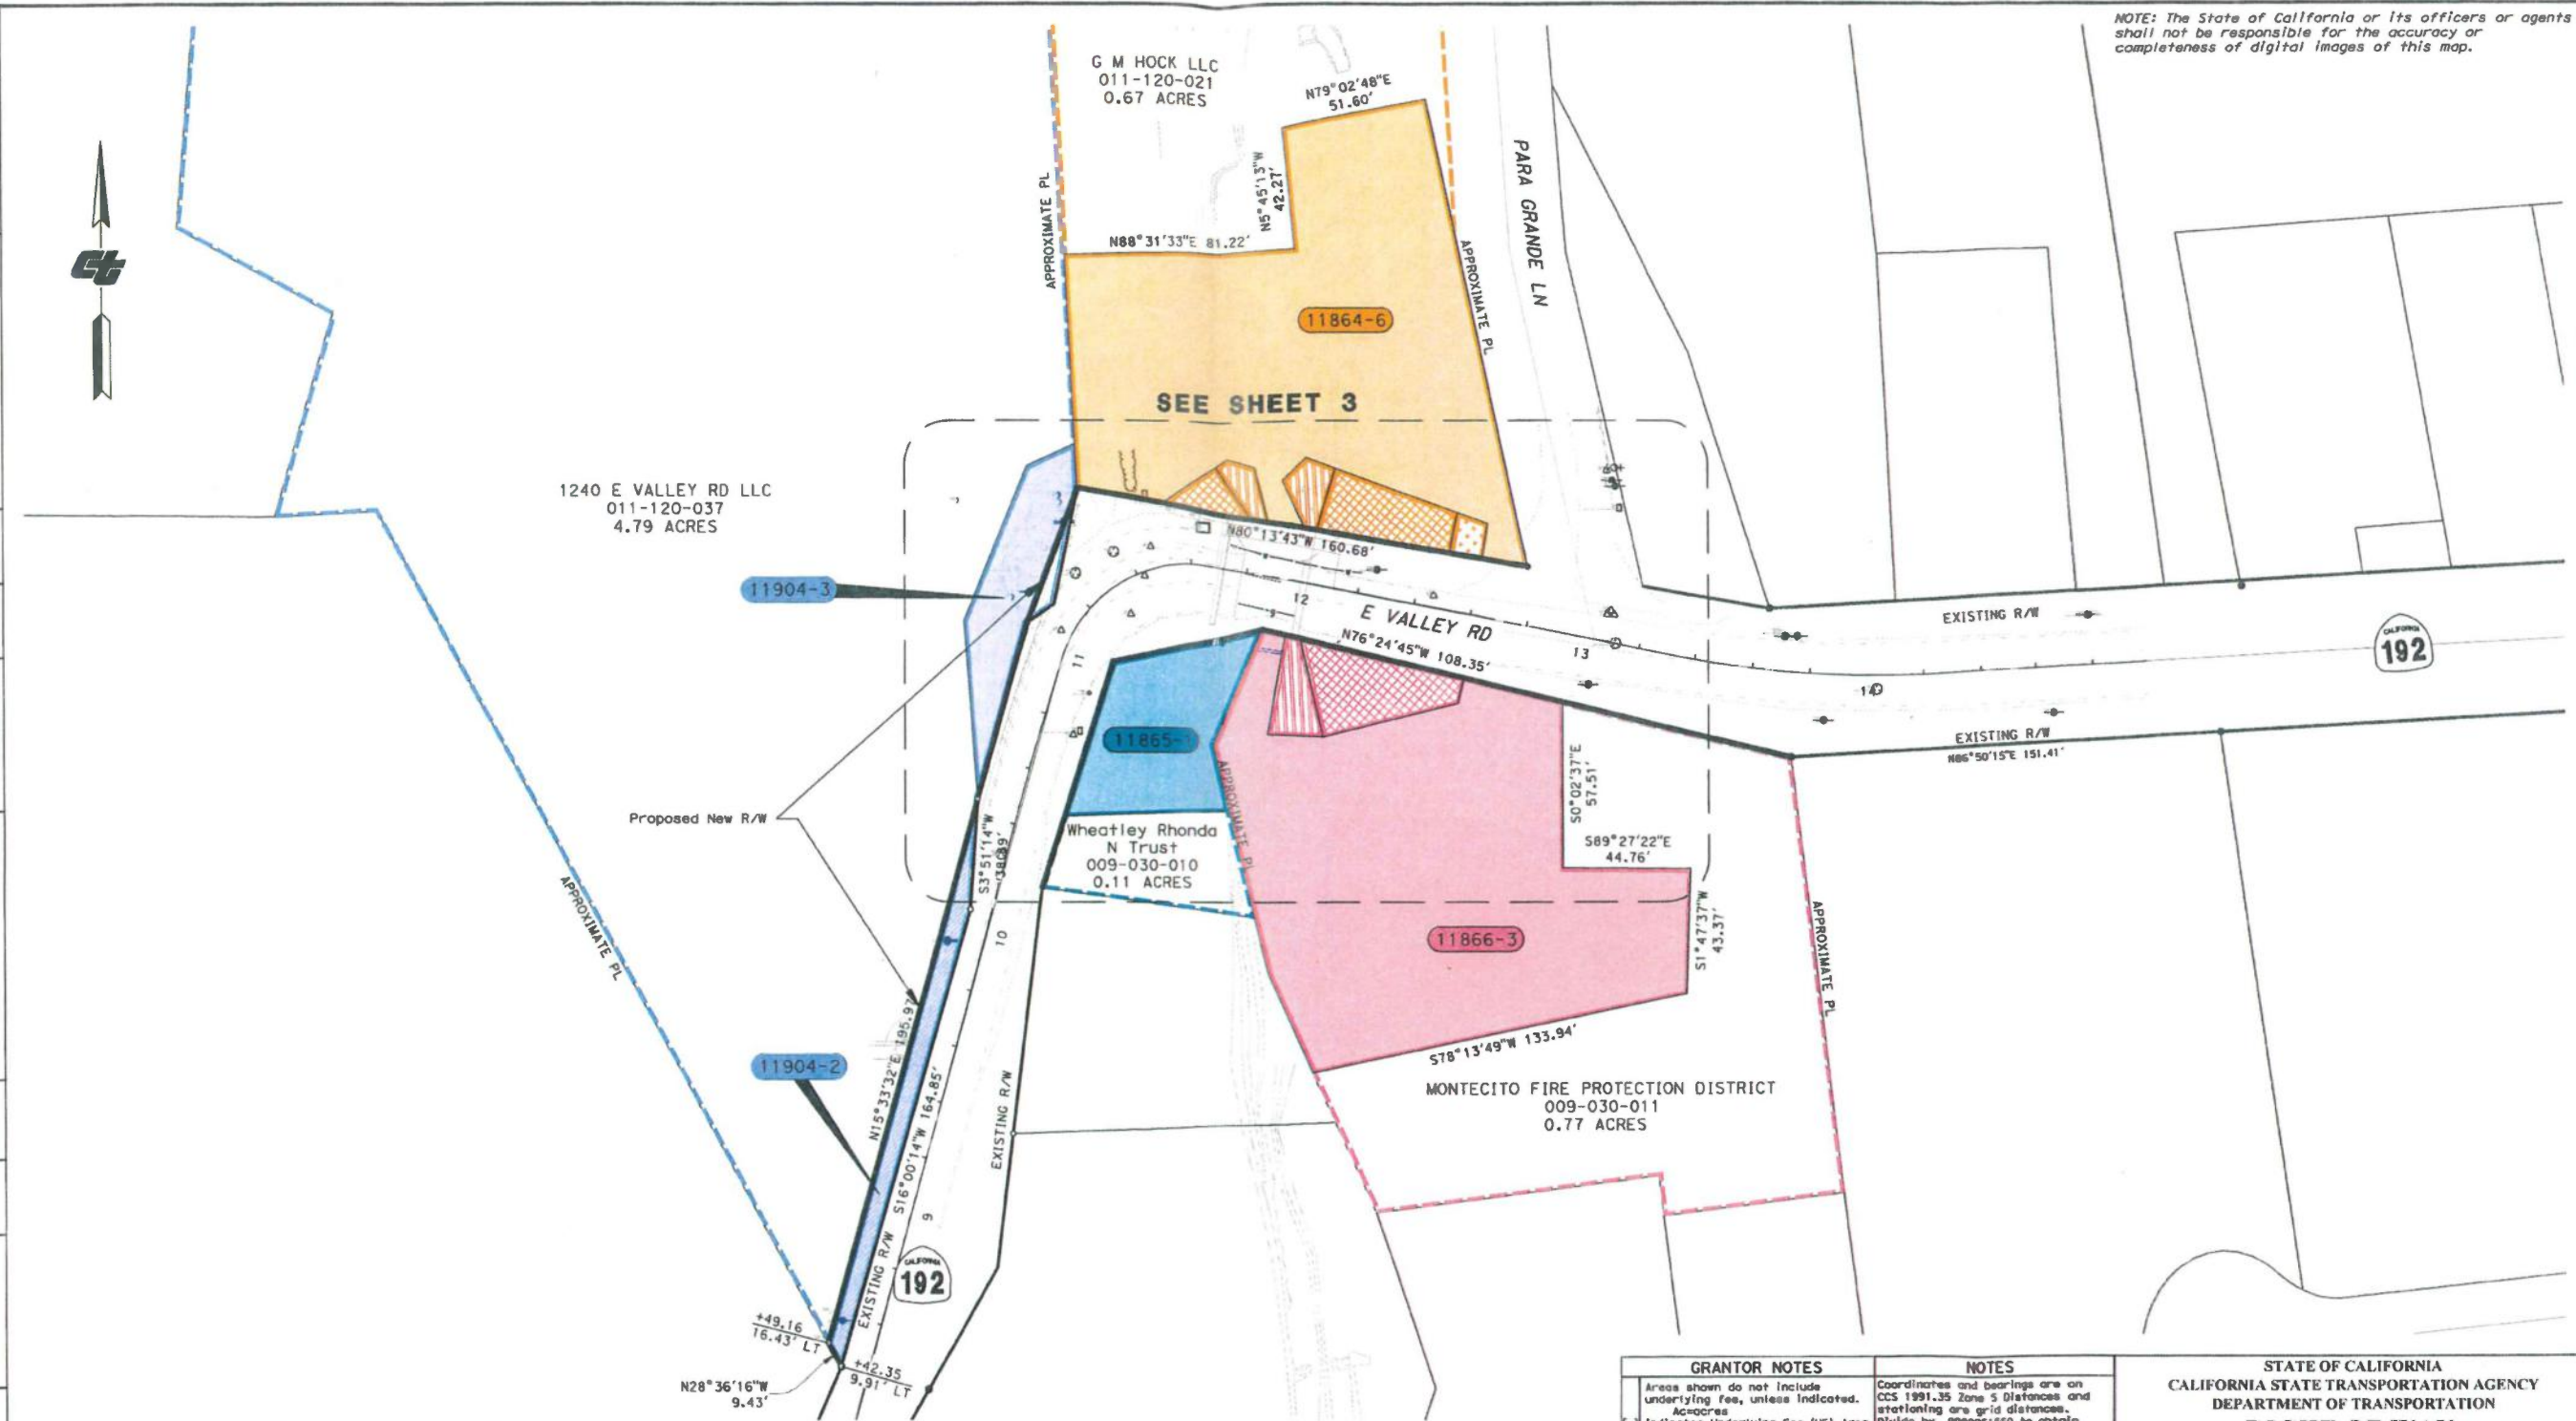 NOTE: The State of California or its officers or agents
shall not be responsible for the accuracy or
completeness of digital images of this map.
G M HOCK LLC
011-120-021
0.67 ACRES
N79°02'48"E
51.60'
N5°45'13"W
42.27'
N88°31'33"E 81.22'
APPROXIMATE PL
APPROXIMATE PL
PARA GRANDE LN
Ct
11864-6
SEE SHEET 3
1240 E VALLEY RD LLC
011-120-037
4.79 ACRES
11904-3
N80°13'43"W 160.68'
12
E VALLEY RD
N76°24'45"W 108.35'
13
14
EXISTING R/W
CALIFORNIA
192
EXISTING R/W
N86°50'15"E 151.41'
11
11865-
Proposed New R/W
APPROXIMATE PL
S3°51'14"W
Wheatley Rhonda
N Trust
009-030-010
0.11 ACRES
S0°02'37"E
57.51'
S89°27'22"E
44.76'
S1°47'37"W
43.37'
11866-3
APPROXIMATE PL
APPROXIMATE PL
10
S78°13'49"W 133.94'
11904-2
N15°33'32"E 195.97'
S16°00'14"W 164.85'
EXISTING R/W
MONTECITO FIRE PROTECTION DISTRICT
009-030-011
0.77 ACRES
9
EXISTING R/W
CALIFORNIA
192
+49.16
16.43' LT
+42.35
9.91' LT
N28°36'16"W
9.43'
GRANTOR NOTES
Areas shown do not include
underlying fee, unless indicated.
Ac=acres
NOTES
Coordinates and bearings are on
CCS 1991.35 Zone 5 Distances and
stationing are grid distances.
STATE OF CALIFORNIA
CALIFORNIA STATE TRANSPORTATION AGENCY
DEPARTMENT OF TRANSPORTATION